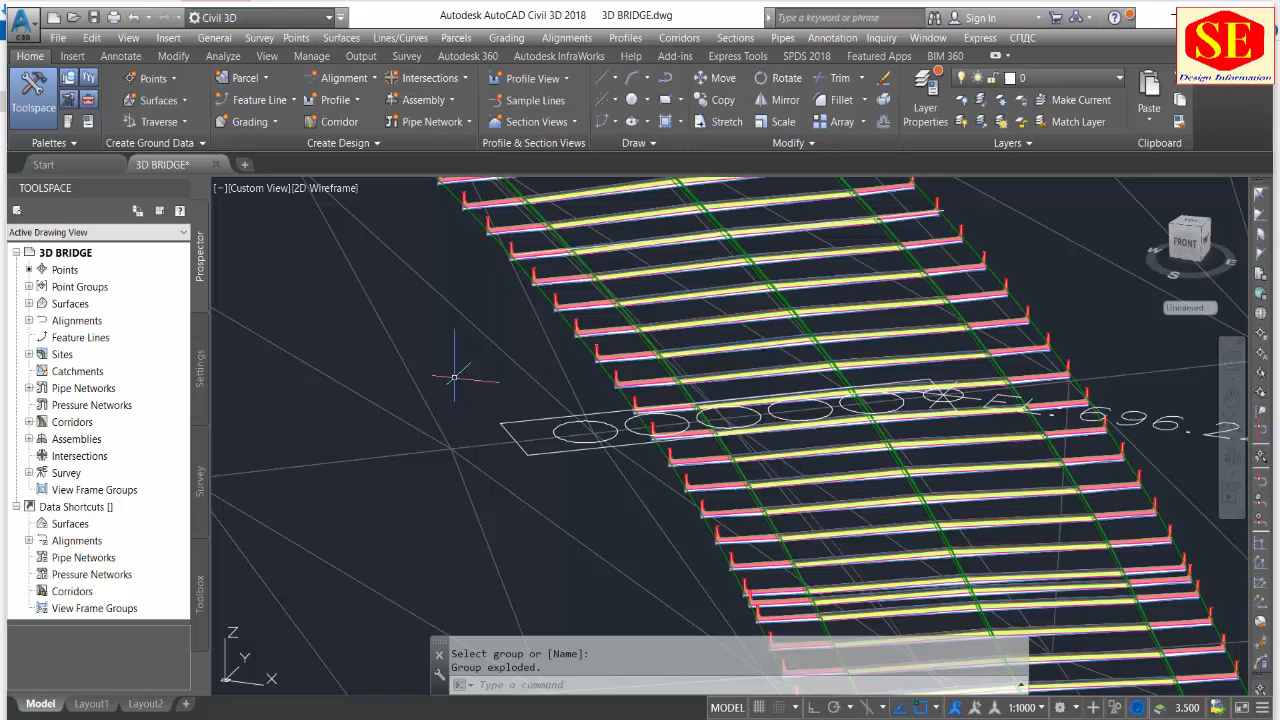 Civil 3D
Autodesk AutoCAD Civil 3D 2018 3D BRIDGE.dwg
Type a keyword or phrase
Sign In
SE
Design Information
C3D
File Edit View Insert General Survey Points Surfaces Lines/Curves Parcels Grading Alignments Profiles Corridors Sections Pipes Annotation Inquiry Window Express СПДС
Home Insert Annotate Modify Analyze View Manage Output Survey Autodesk 360 Autodesk InfraWorks Help Add-ins Express Tools SPDS 2018 Featured Apps BIM 360
Toolspace
Points
Surfaces
Traverse
Parcel
Feature Line
Grading
Alignment
Profile
Corridor
Intersections
Assembly
Pipe Network
Profile View
Sample Lines
Section Views
Move
Copy
Stretch
Rotate
Mirror
Scale
Trim
Fillet
Array
Layer
Properties
0
Make Current
Match Layer
Paste
Palettes
Create Ground Data
Create Design
Profile & Section Views
Draw
Modify
Layers
Clipboard
Start
3D BRIDGE*
TOOLSPACE
[−][Custom View][2D Wireframe]
Active Drawing View
3D BRIDGE
Points
Point Groups
Surfaces
Alignments
Feature Lines
Sites
Catchments
Pipe Networks
Pressure Networks
Corridors
Assemblies
Intersections
Survey
View Frame Groups
Data Shortcuts []
Surfaces
Alignments
Pipe Networks
Pressure Networks
Corridors
View Frame Groups
Prospector
Settings
Survey
Toolbox
TOP
FRONT
W
S
E
Unnamed
Z
Y
X
Select group or [Name]:
Group exploded.
Type a command
Model Layout1 Layout2
MODEL
1:1000
3.500